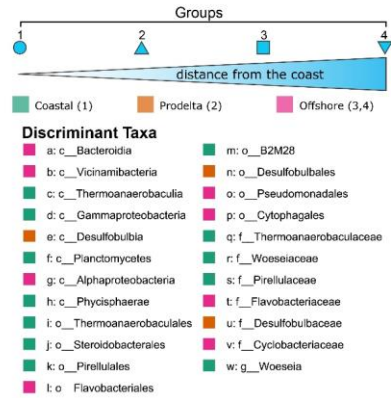 Groups
1 2 3 4
distance from the coast
Coastal (1) Prodelta (2) Offshore (3,4)
Discriminant Taxa
a: c__Bacteroidia
b: c__Vicinamibacteria
c: c__Thermoanaerobaculia
d: c__Gammaproteobacteria
e: c__Desulfobulbia
f: c__Planctomycetes
g: c__Alphaproteobacteria
h: c__Phycisphaerae
i: o__Thermoanaerobaculales
j: o__Steroidobacterales
k: o__Pirellulales
l: o__Flavobacteriales
m: o__B2M28
n: o__Desulfobulbales
o: o__Pseudomonadales
p: o__Cytophagales
q: f__Thermoanaerobaculaceae
r: f__Woeseiaceae
s: f__Pirellulaceae
t: f__Flavobacteriaceae
u: f__Desulfobulbaceae
v: f__Cyclobacteriaceae
w: g__Woeseia